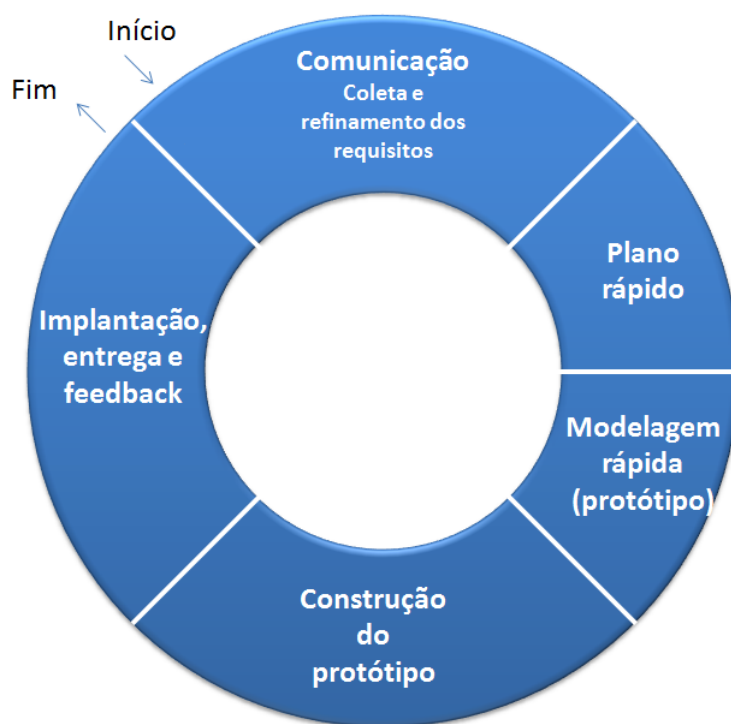 Início
Fim
Comunicação
Coleta e
refinamento dos
requisitos
Plano
rápido
Modelagem
rápida
(protótipo)
Construção
do
protótipo
Implantação,
entrega e
feedback